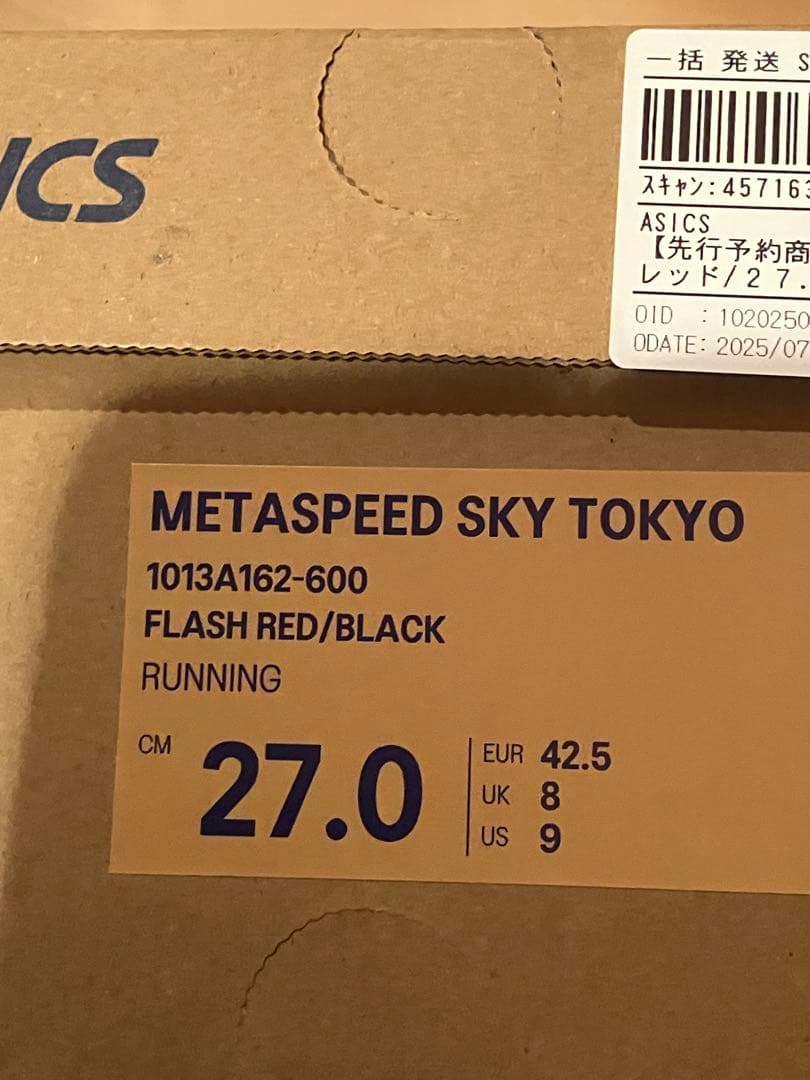 ICS
一括 発送 S
スキャン:457163
ASICS
【先行予約商
レッド/27.
OID :1020250
ODATE:2025/07
METASPEED SKY TOKYO
1013A162-600
FLASH RED/BLACK
RUNNING
CM 27.0
EUR 42.5
UK 8
US 9